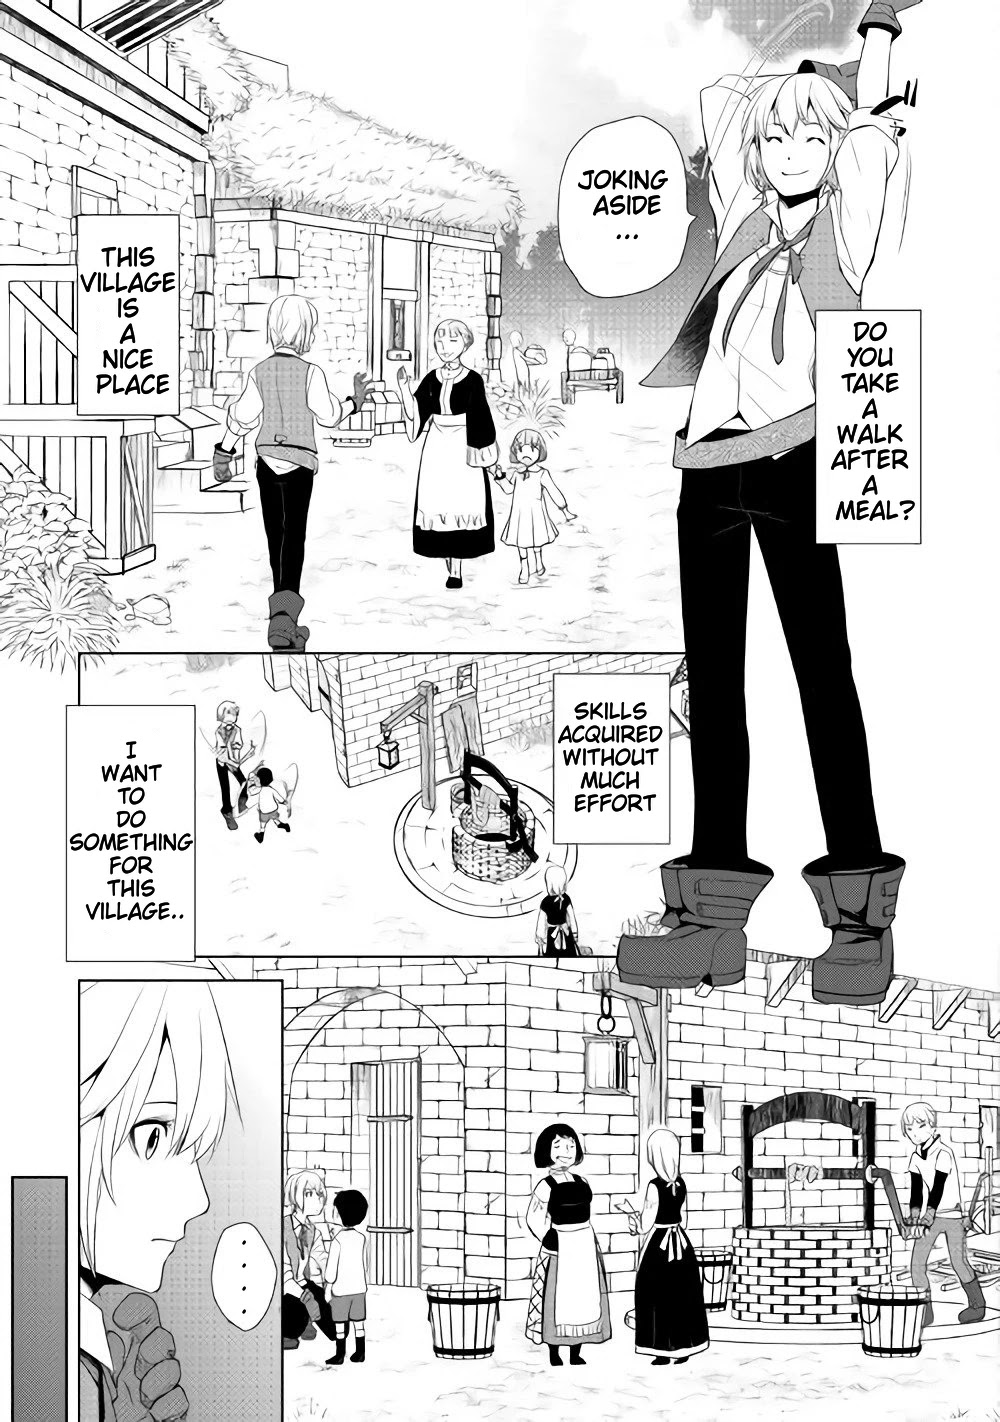 JOKING
ASIDE
...
DO
YOU
TAKE
A
WALK
AFTER
A
MEAL?
THIS
VILLAGE
IS
A
NICE
PLACE
SKILLS
ACQUIRED
WITHOUT
MUCH
EFFORT
I
WANT
TO
DO
SOMETHING
FOR
THIS
VILLAGE..
...